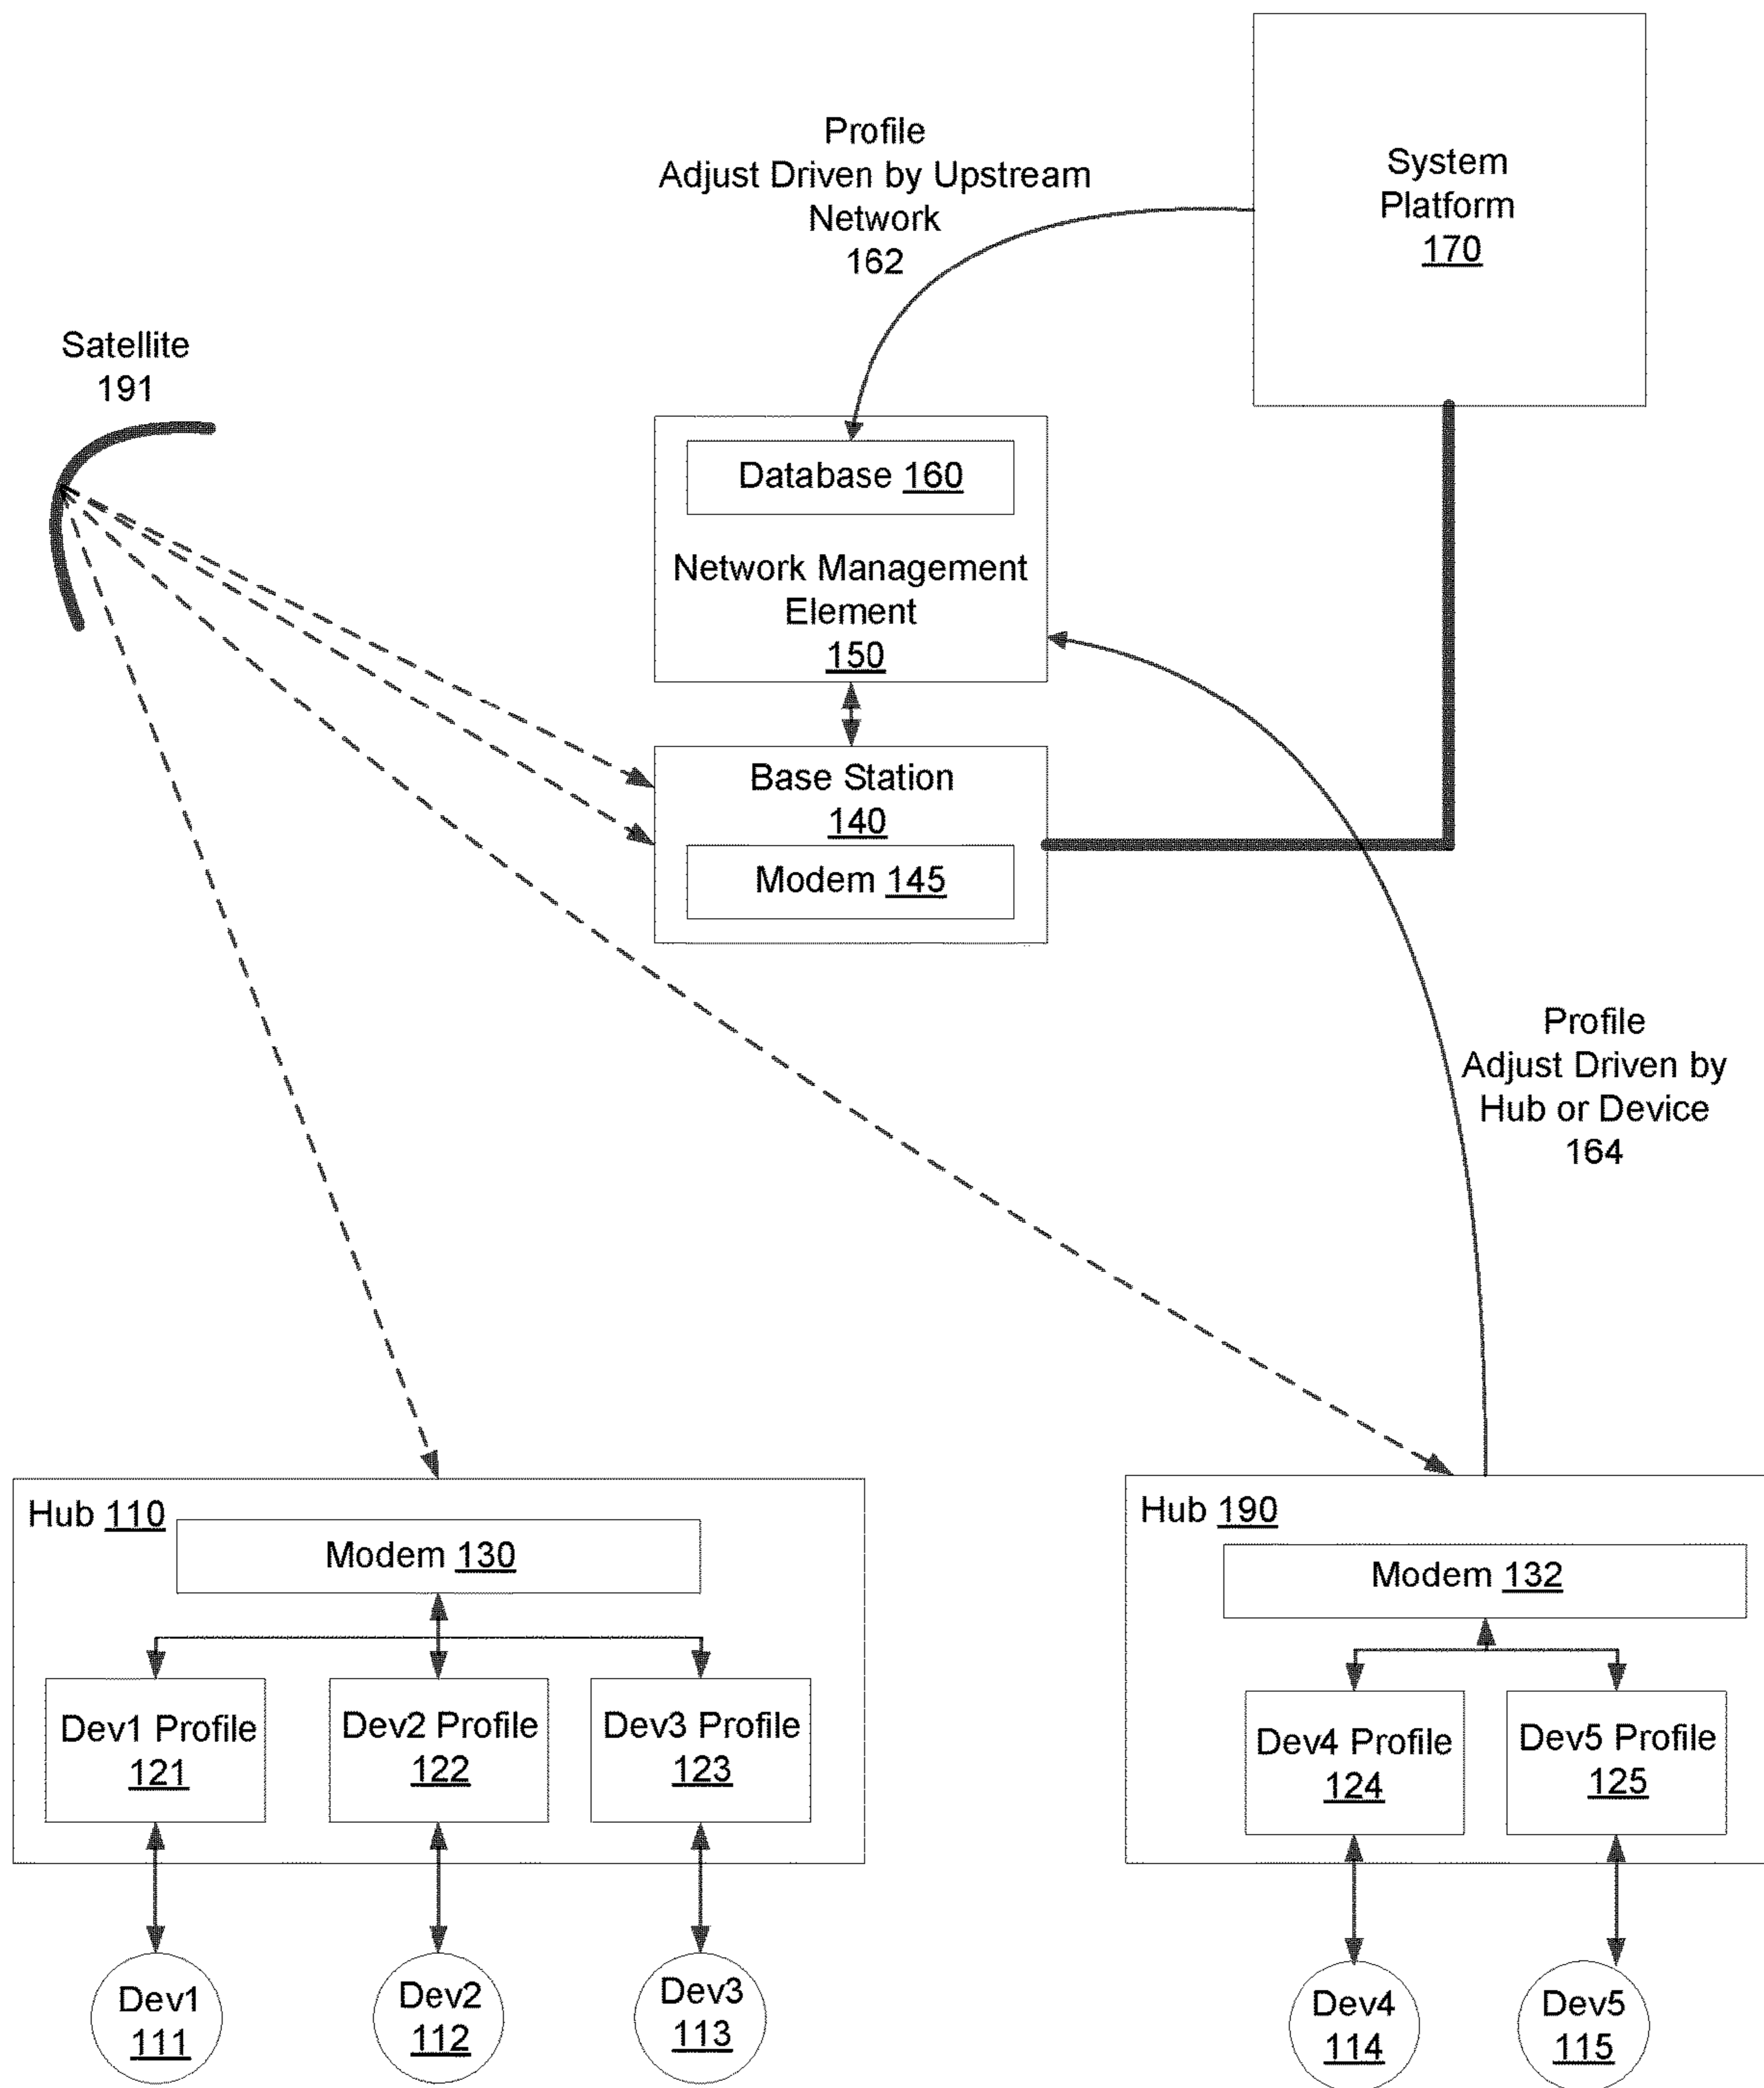 System
Platform
170
Profile
Adjust Driven by Upstream
Network
162
Satellite
191
Database 160
Network Management
Element
150
Base Station
140
Modem 145
Profile
Adjust Driven by
Hub or Device
164
Hub 110
Modem 130
Dev1 Profile
121
Dev2 Profile
122
Dev3 Profile
123
Hub 190
Modem 132
Dev4 Profile
124
Dev5 Profile
125
Dev1
111
Dev2
112
Dev3
113
Dev4
114
Dev5
115